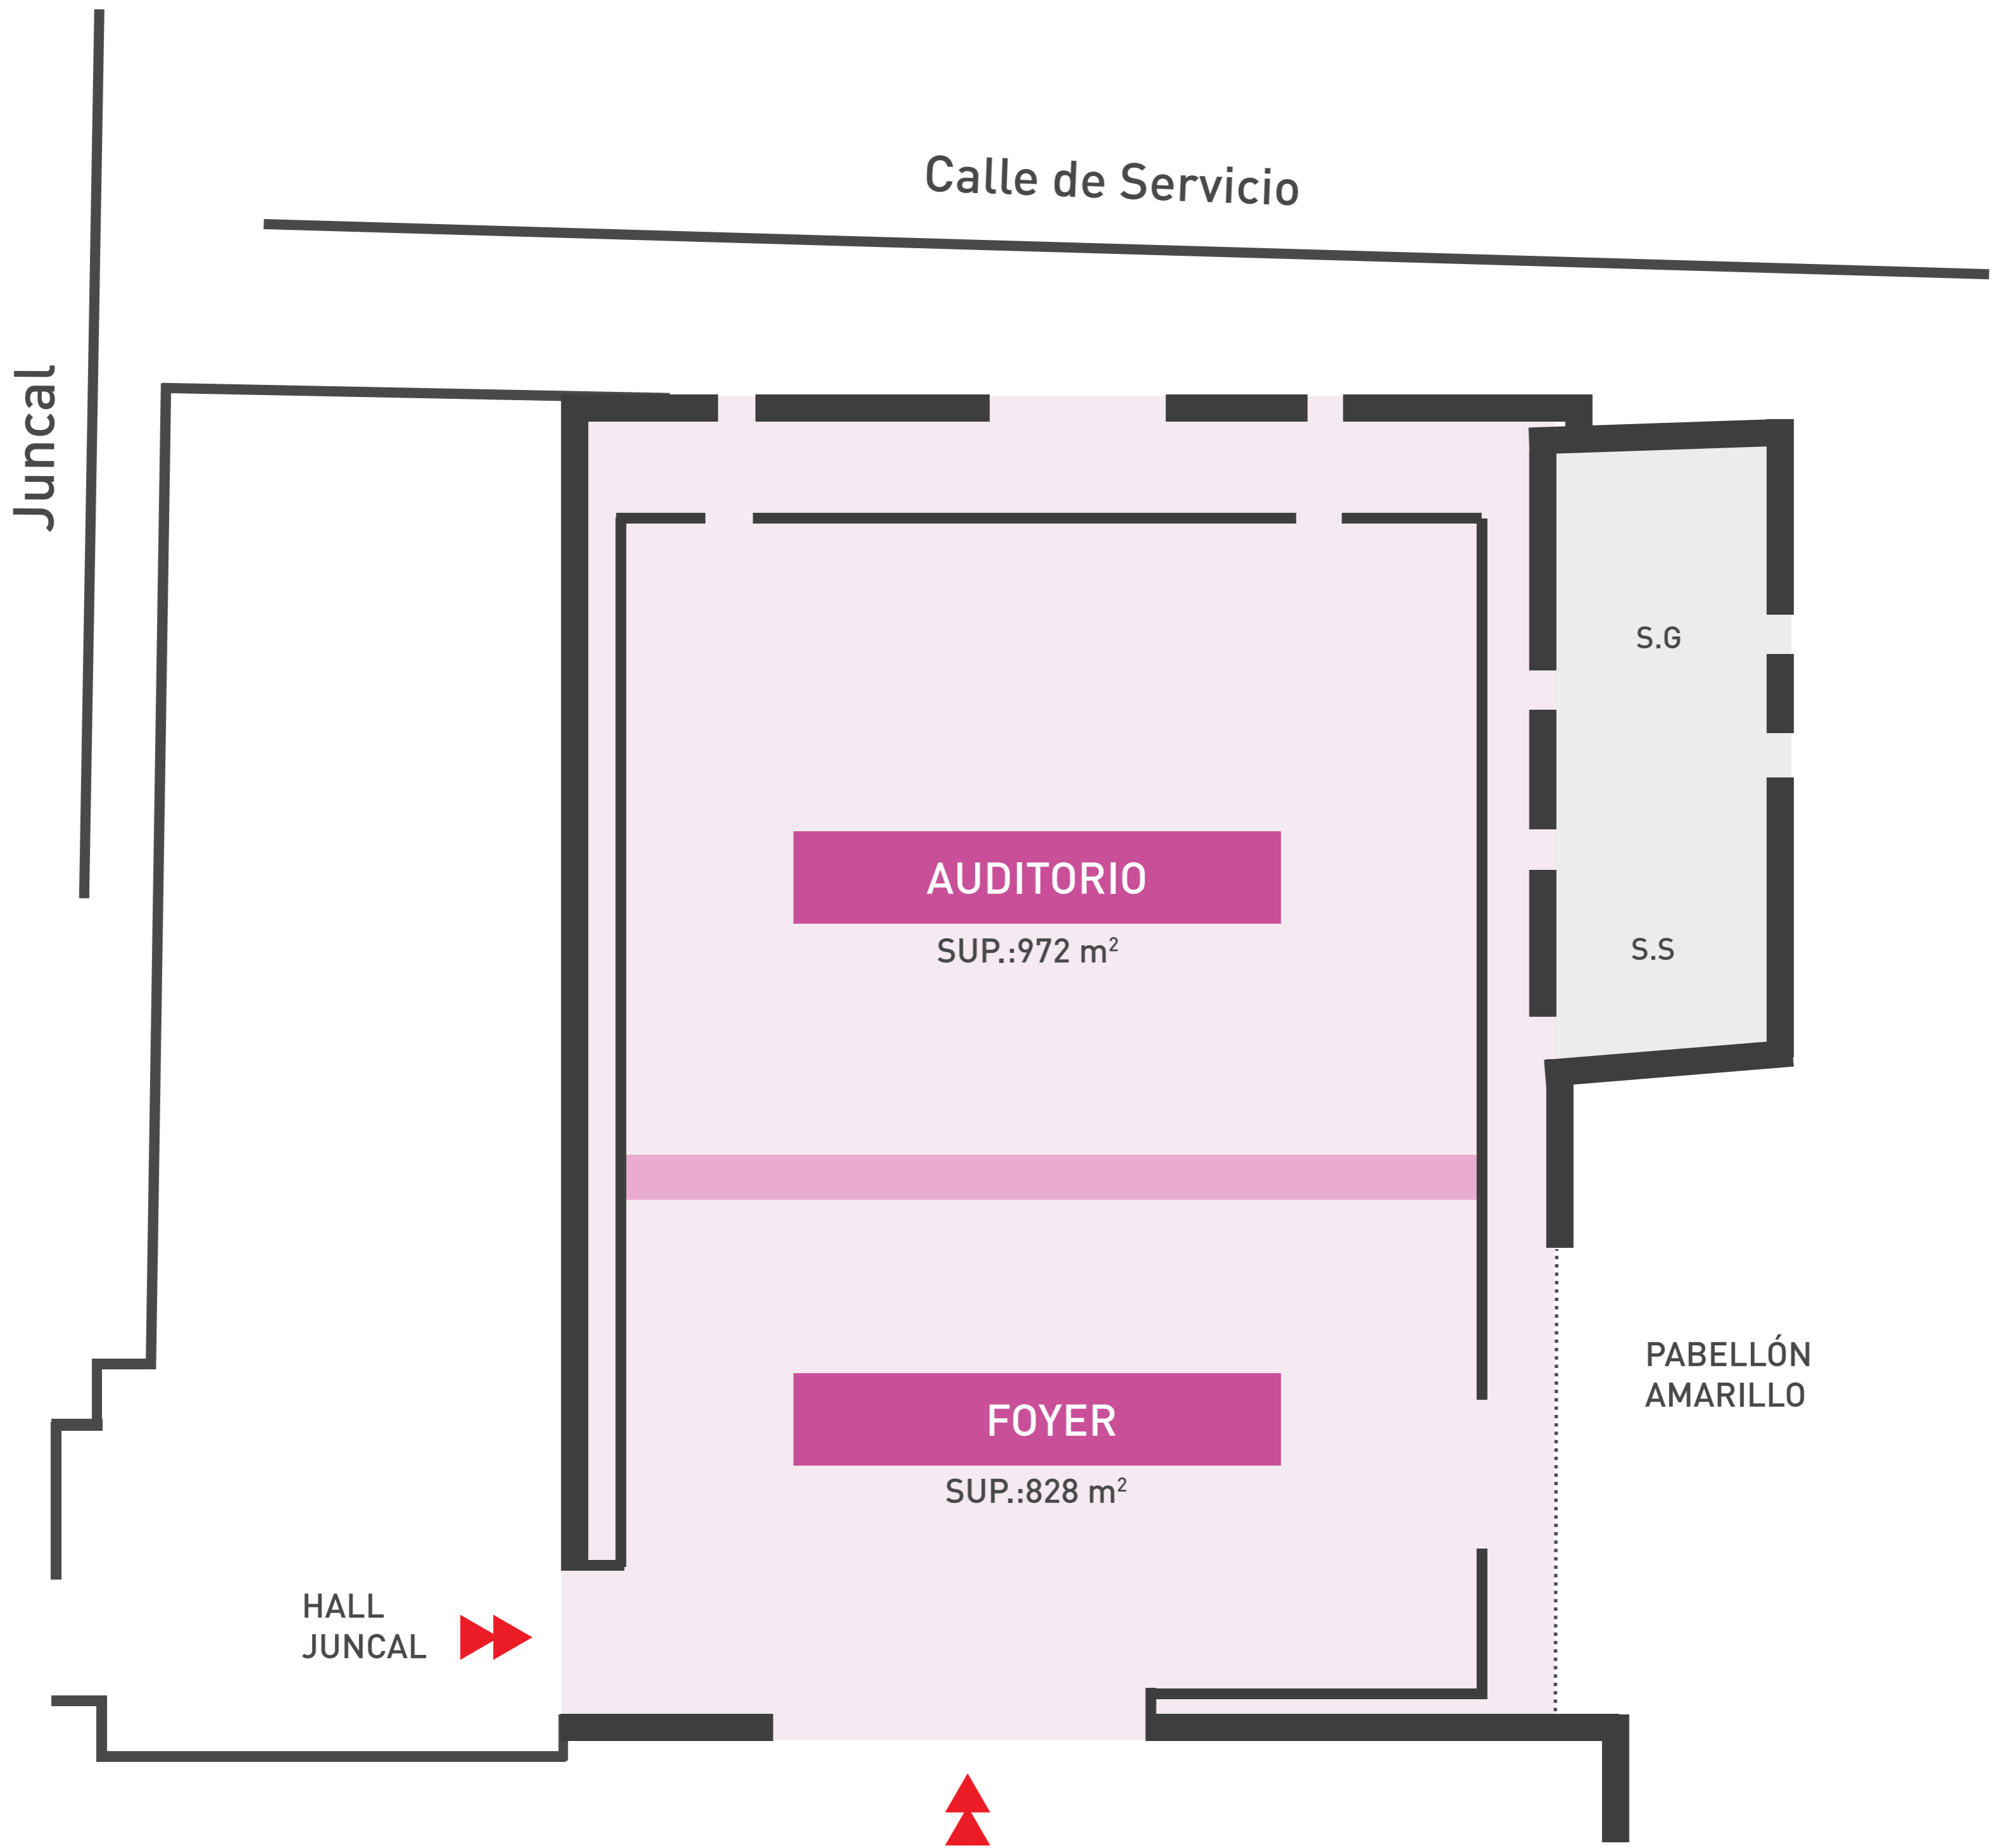 Calle de Servicio
Juncal
S.G
AUDITORIO
SUP.:972 m²
S.S
PABELLÓN
AMARILLO
FOYER
SUP.:828 m²
HALL
JUNCAL